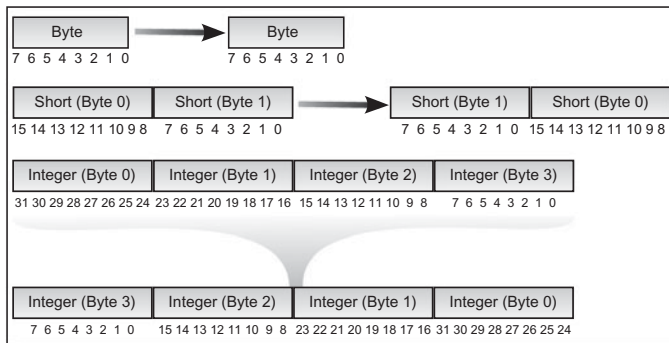 Byte Byte
7 6 5 4 3 2 1 0 7 6 5 4 3 2 1 0
Short (Byte 0) Short (Byte 1) Short (Byte 1) Short (Byte 0)
15 14 13 12 11 10 9 8 7 6 5 4 3 2 1 0 7 6 5 4 3 2 1 0 15 14 13 12 11 10 9 8
Integer (Byte 0) Integer (Byte 1) Integer (Byte 2) Integer (Byte 3)
31 30 29 28 27 26 25 24 23 22 21 20 19 18 17 16 15 14 13 12 11 10 9 8 7 6 5 4 3 2 1 0
Integer (Byte 3) Integer (Byte 2) Integer (Byte 1) Integer (Byte 0)
7 6 5 4 3 2 1 0 15 14 13 12 11 10 9 8 23 22 21 20 19 18 17 16 31 30 29 28 27 26 25 24